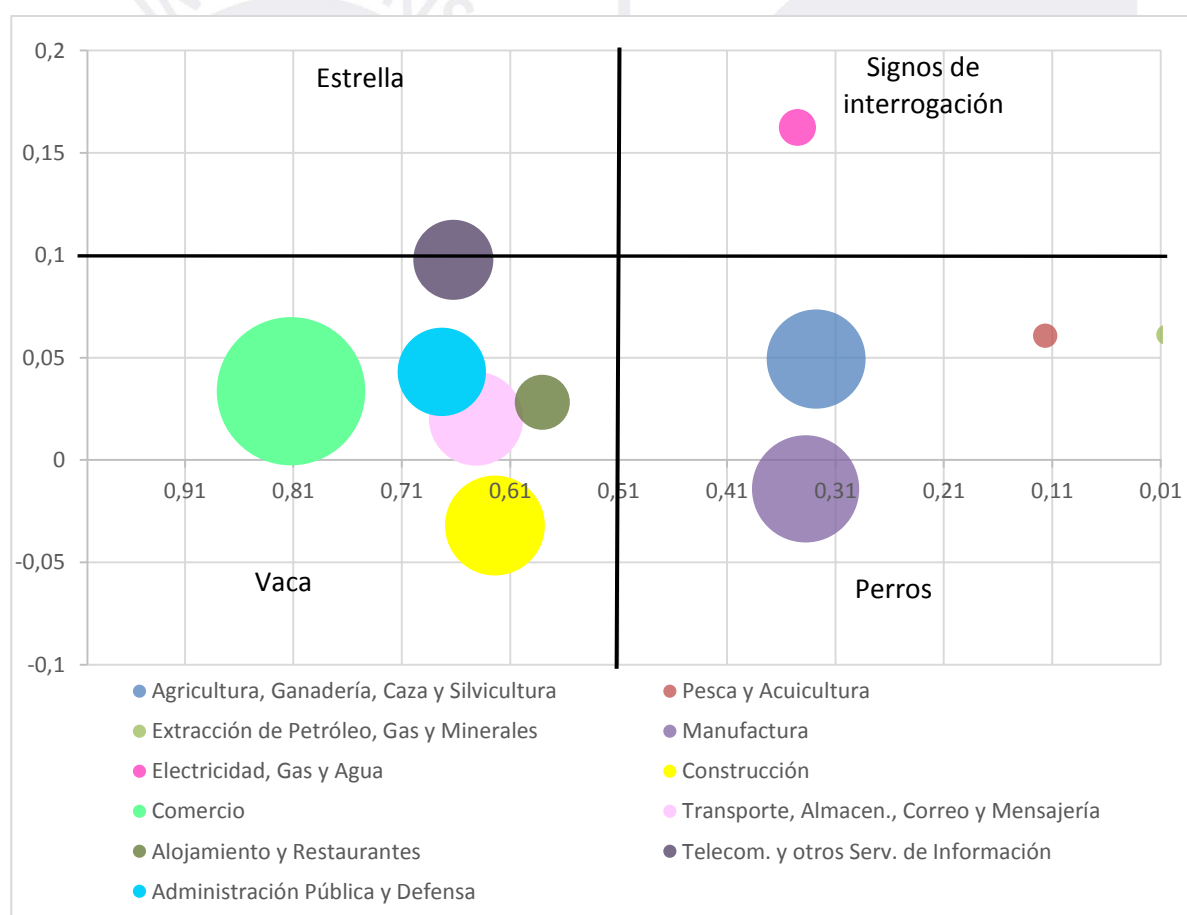 0,2
Estrella
Signos de
interrogación
0,15
0,1
0,05
0
0,91 0,81 0,71 0,61 0,51 0,41 0,31 0,21 0,11 0,01
-0,05
Vaca
Perros
-0,1
Agricultura, Ganadería, Caza y Silvicultura
Pesca y Acuicultura
Extracción de Petróleo, Gas y Minerales
Manufactura
Electricidad, Gas y Agua
Construcción
Comercio
Transporte, Almacen., Correo y Mensajería
Alojamiento y Restaurantes
Telecom. y otros Serv. de Información
Administración Pública y Defensa